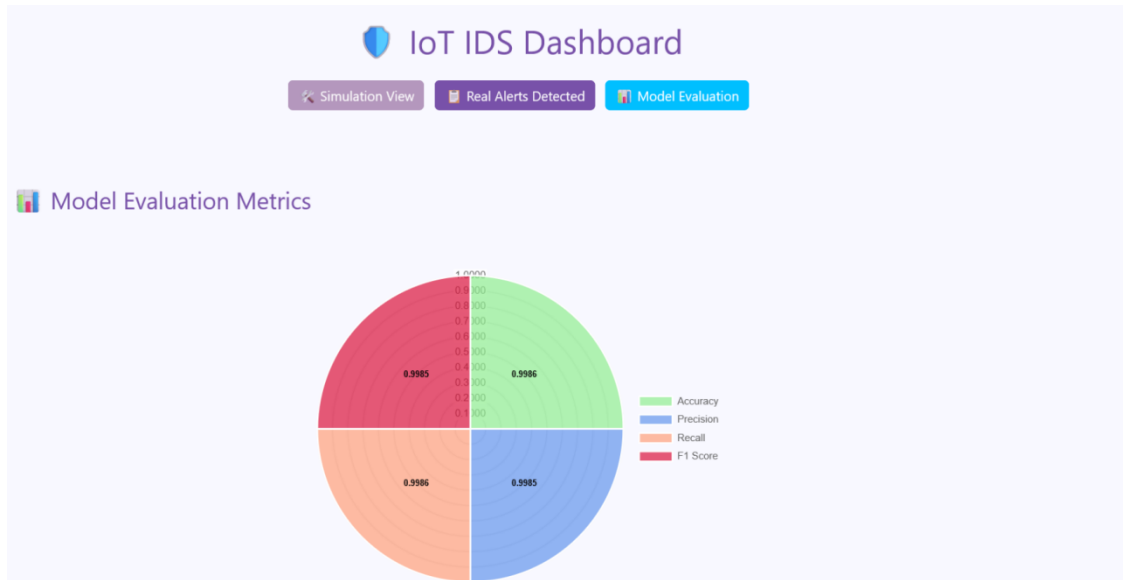 IoT IDS Dashboard
Simulation View
Real Alerts Detected
Model Evaluation
Model Evaluation Metrics
1.0000
0.9000
0.8000
0.7000
0.6000
0.5000
0.4000
0.3000
0.2000
0.1000
0.9985
0.9986
0.9986
0.9985
Accuracy
Precision
Recall
F1 Score